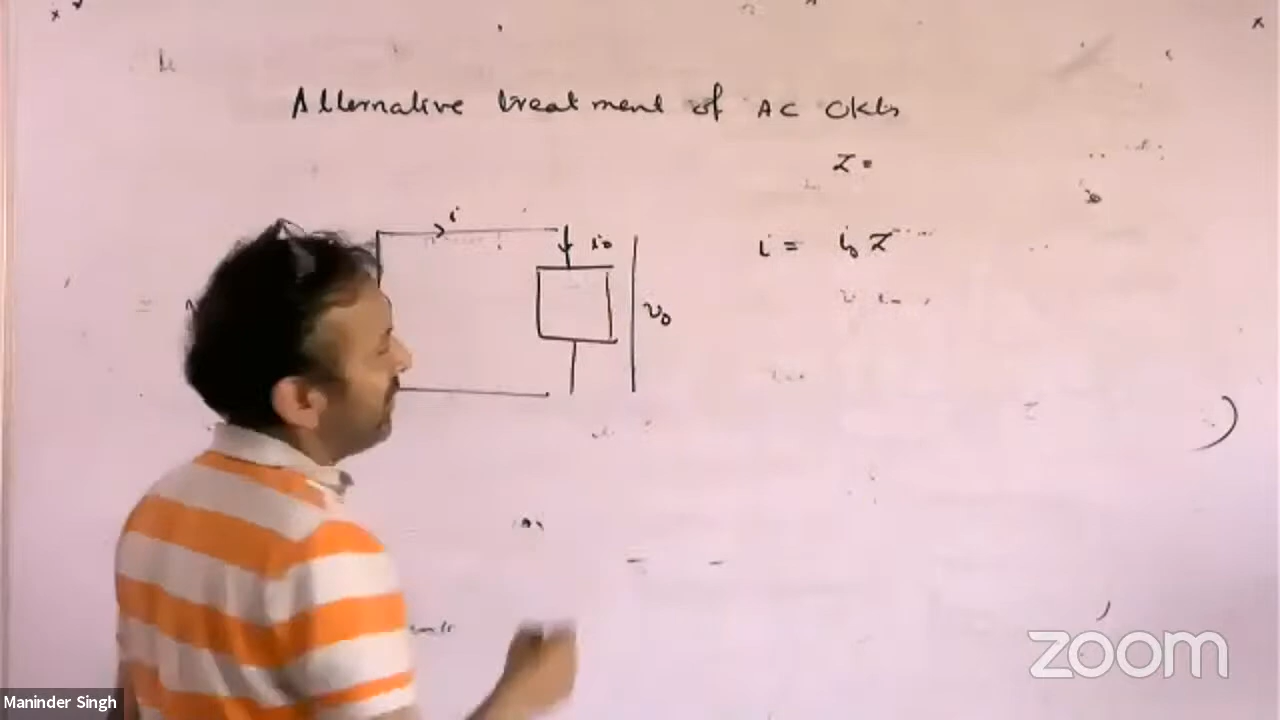 Alternative treatment of AC Ckts
Z =
i
i₀
i = i₀ Z
v₀
zoom
Maninder Singh